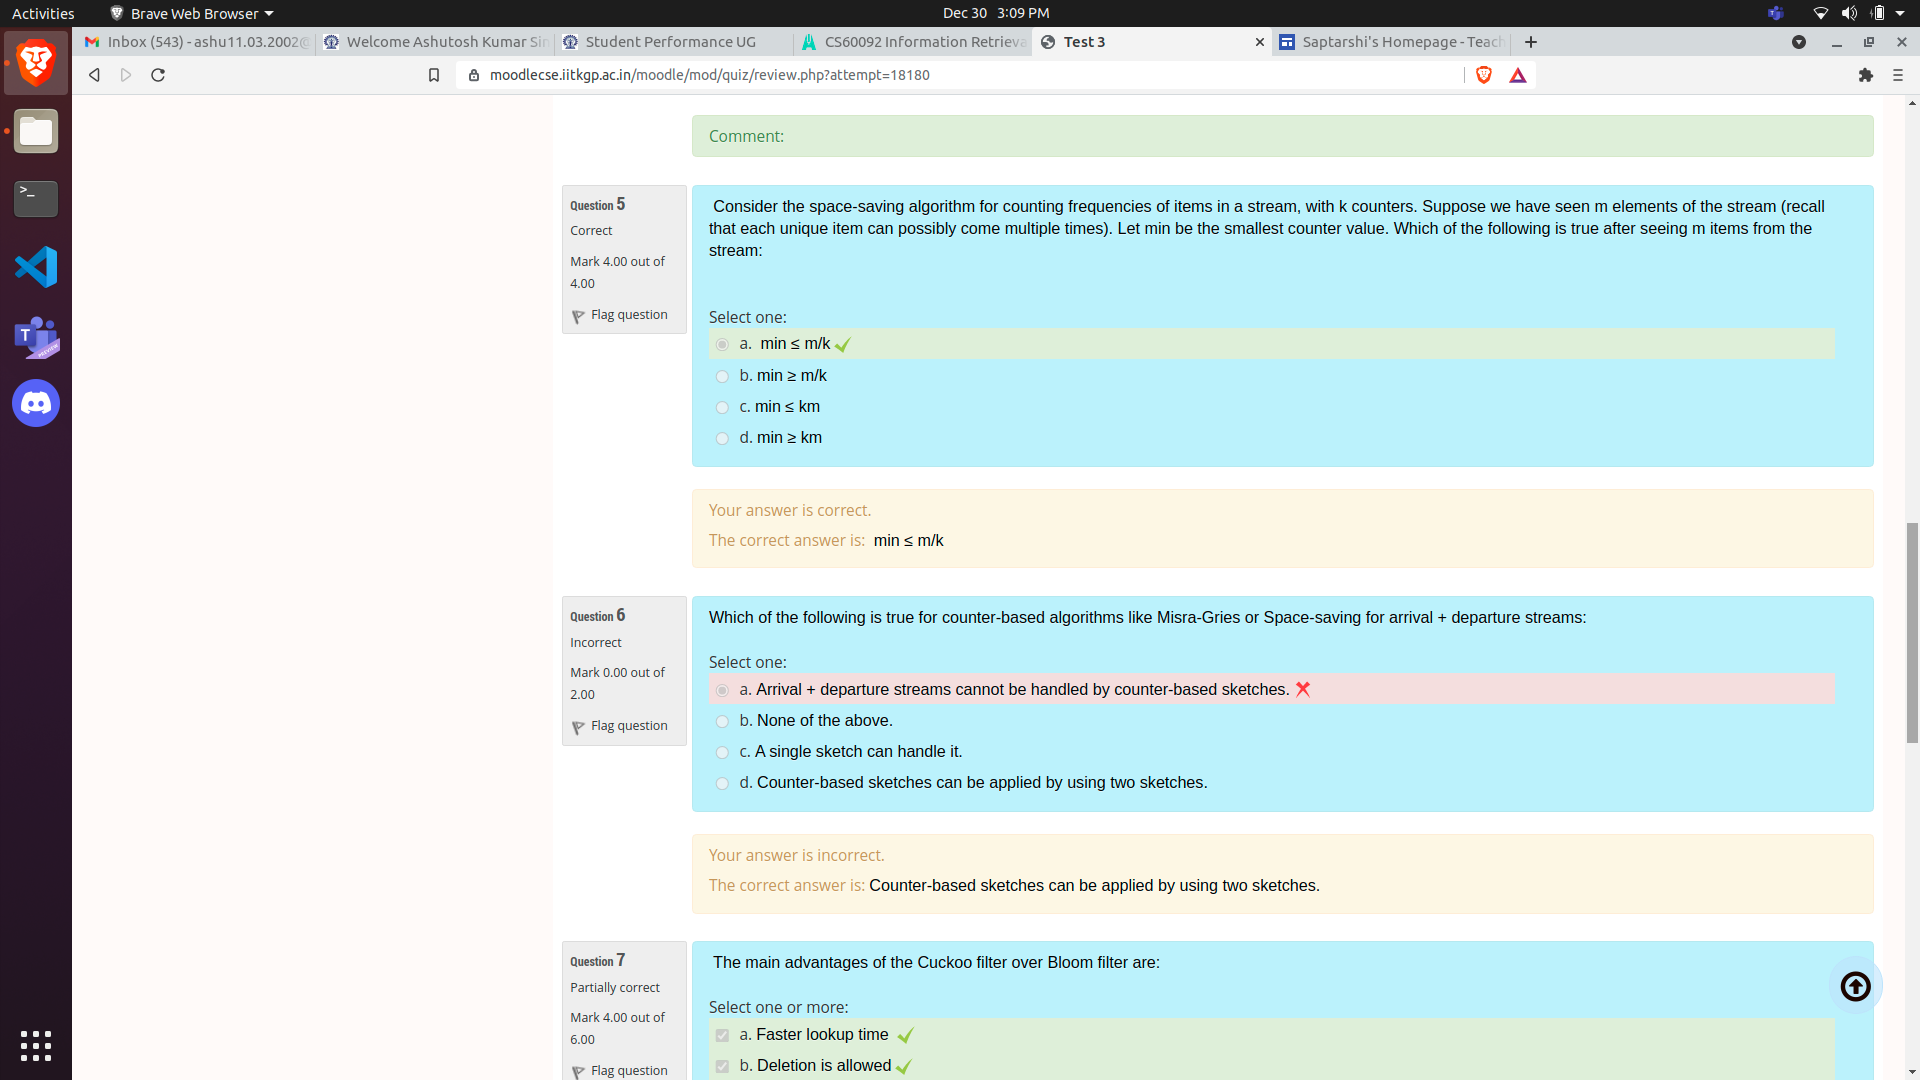 Activities
Brave Web Browser
Dec 30 3:09 PM
Inbox (543) - ashu11.03.2002@
Welcome Ashutosh Kumar Sin
Student Performance UG
CS60092 Information Retrieva
Test 3
Saptarshi's Homepage - Teach
moodlecse.iitkgp.ac.in/moodle/mod/quiz/review.php?attempt=18180
Comment:
Question 5
Correct
Mark 4.00 out of
4.00
Flag question
Consider the space-saving algorithm for counting frequencies of items in a stream, with k counters. Suppose we have seen m elements of the stream (recall
that each unique item can possibly come multiple times). Let min be the smallest counter value. Which of the following is true after seeing m items from the
stream:
Select one:
a. min ≤ m/k
b. min ≥ m/k
c. min ≤ km
d. min ≥ km
Your answer is correct.
The correct answer is: min ≤ m/k
Question 6
Incorrect
Mark 0.00 out of
2.00
Flag question
Which of the following is true for counter-based algorithms like Misra-Gries or Space-saving for arrival + departure streams:
Select one:
a. Arrival + departure streams cannot be handled by counter-based sketches.
b. None of the above.
c. A single sketch can handle it.
d. Counter-based sketches can be applied by using two sketches.
Your answer is incorrect.
The correct answer is: Counter-based sketches can be applied by using two sketches.
Question 7
Partially correct
Mark 4.00 out of
6.00
Flag question
The main advantages of the Cuckoo filter over Bloom filter are:
Select one or more:
a. Faster lookup time
b. Deletion is allowed